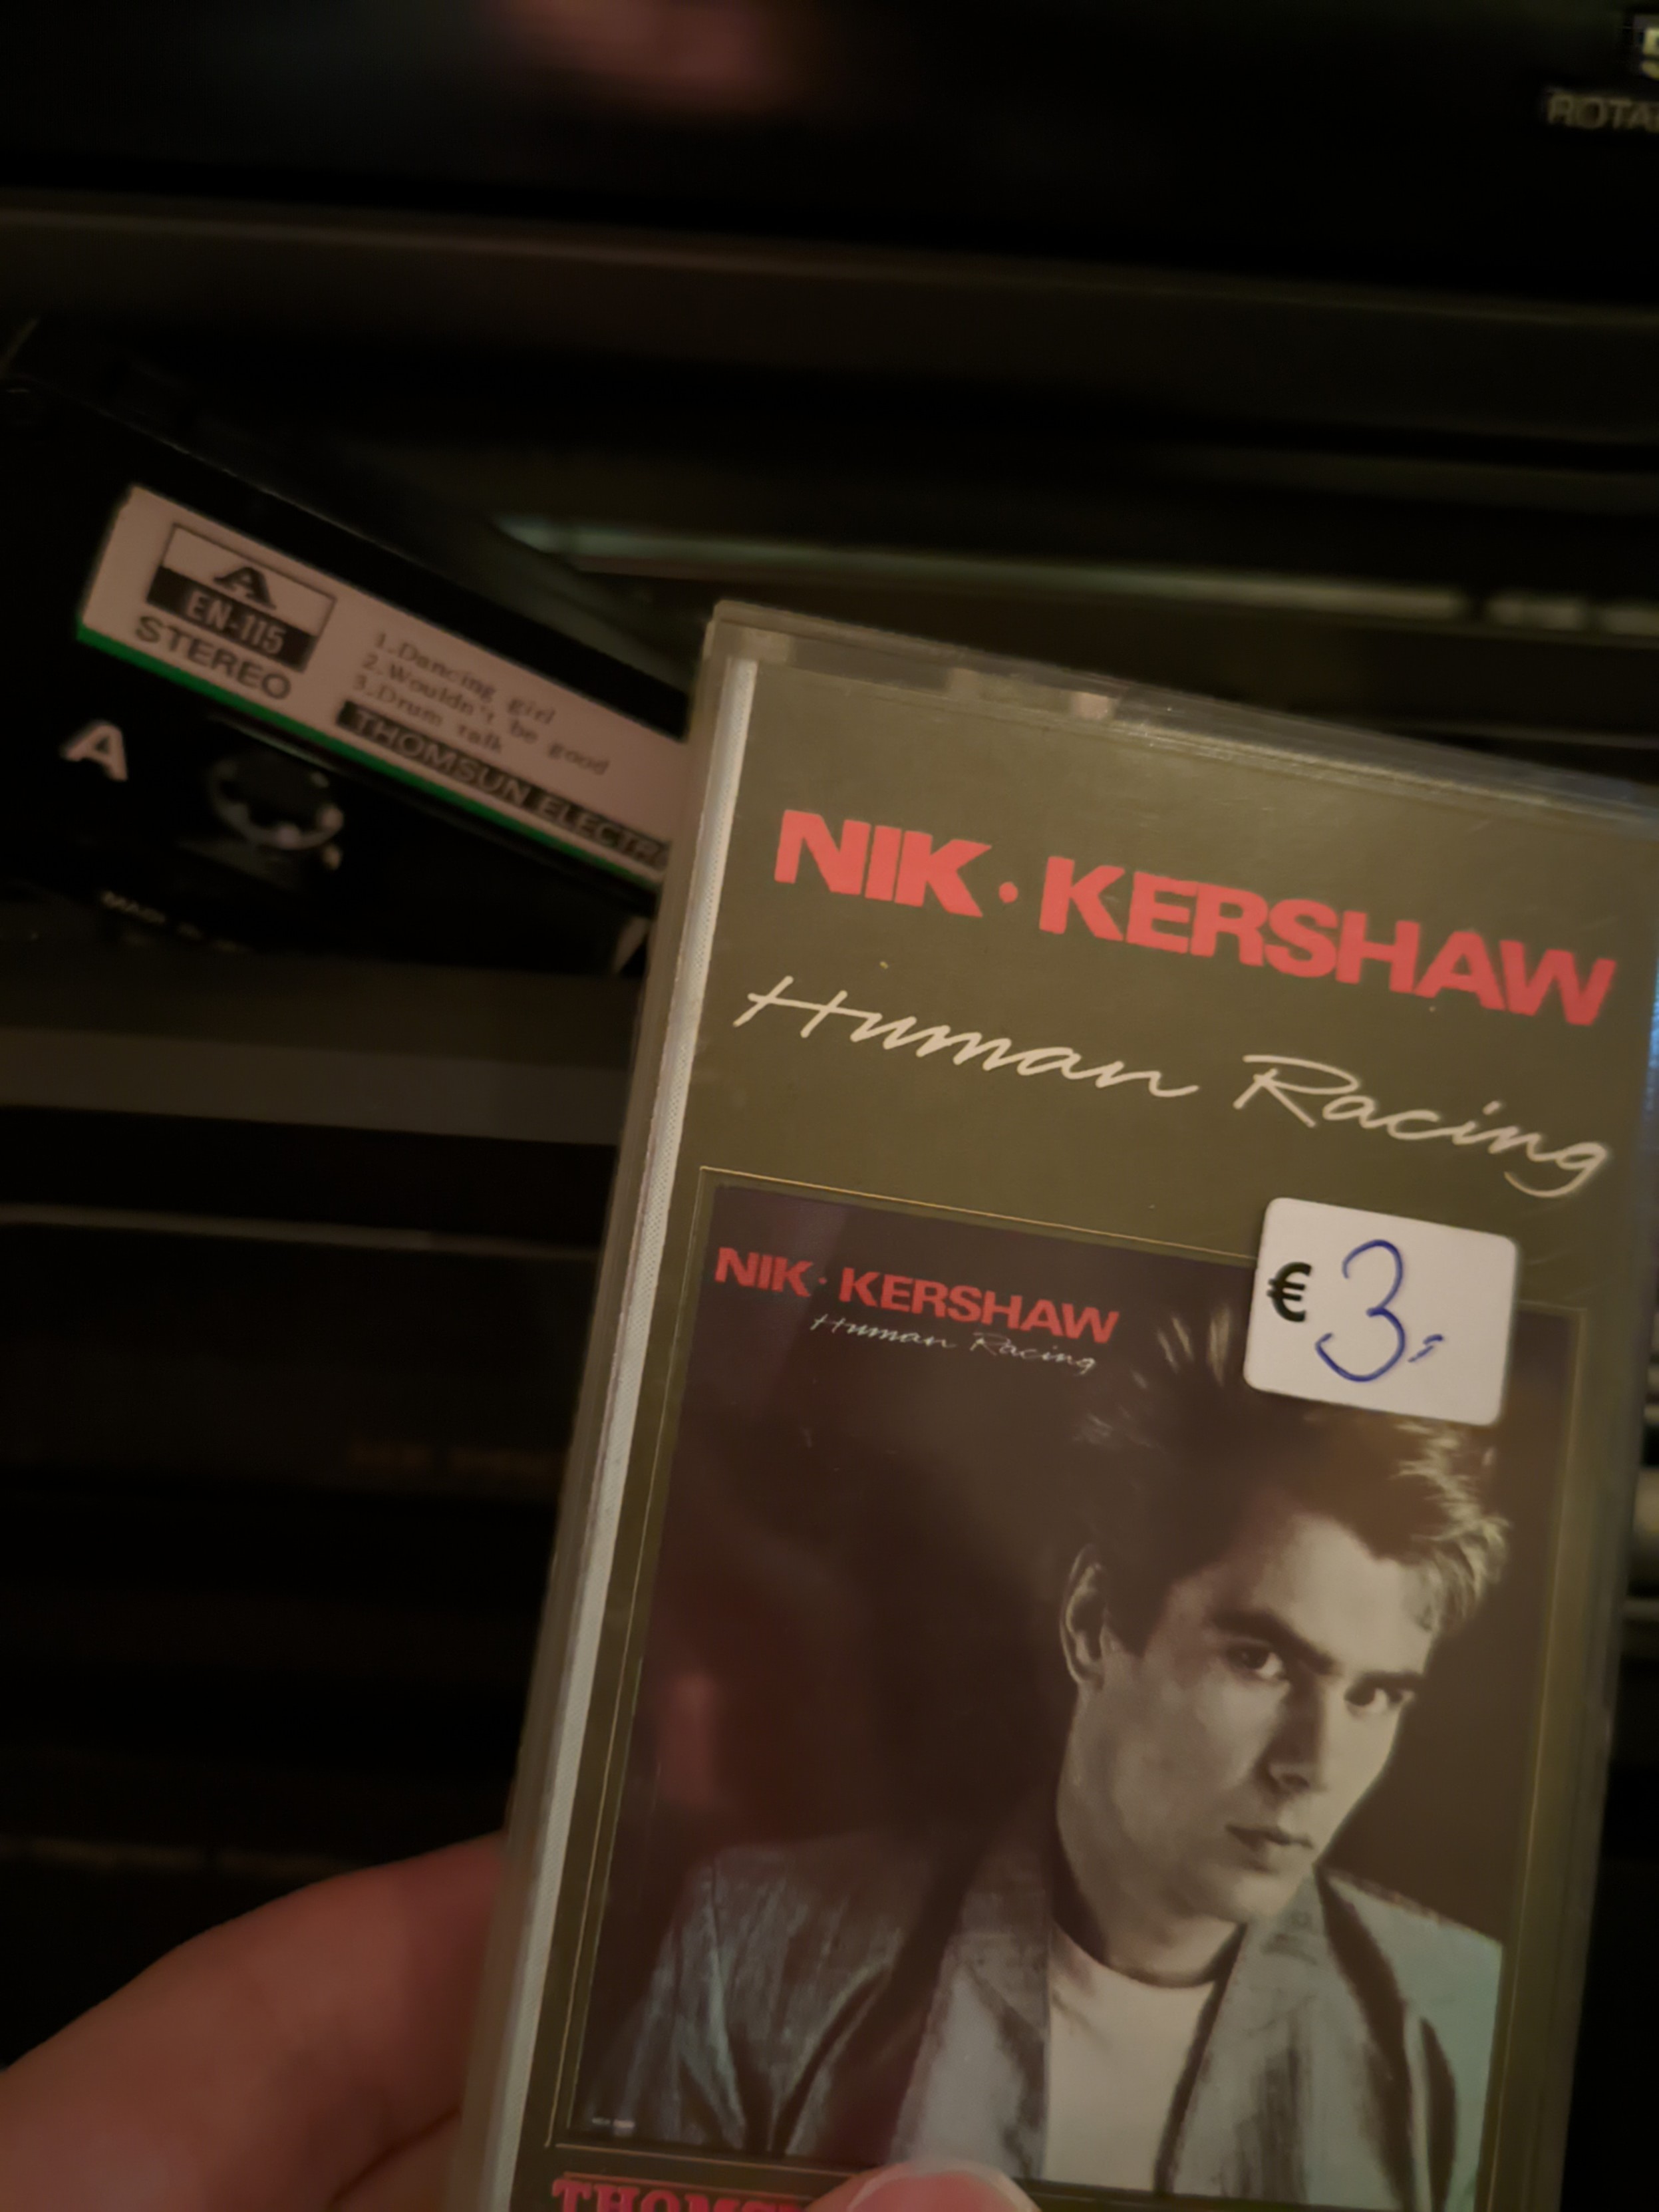 A
EN-115
STEREO
1.Dancing girl
2.Wouldn't be good
3.Drum talk
THOMSUN ELECTR
A
NIK·KERSHAW
Human Racing
NIK·KERSHAW
Human Racing
€ 3,-